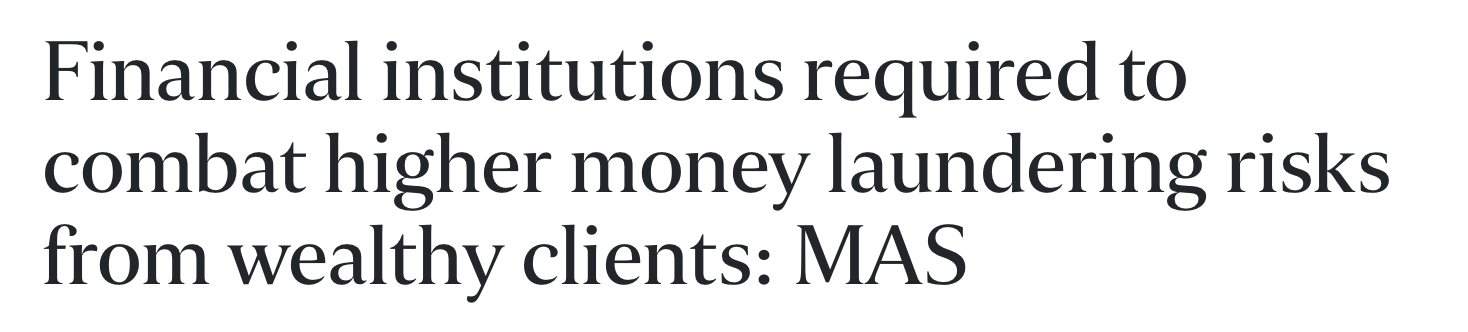 Financial institutions required to
combat higher money laundering risks
from wealthy clients: MAS